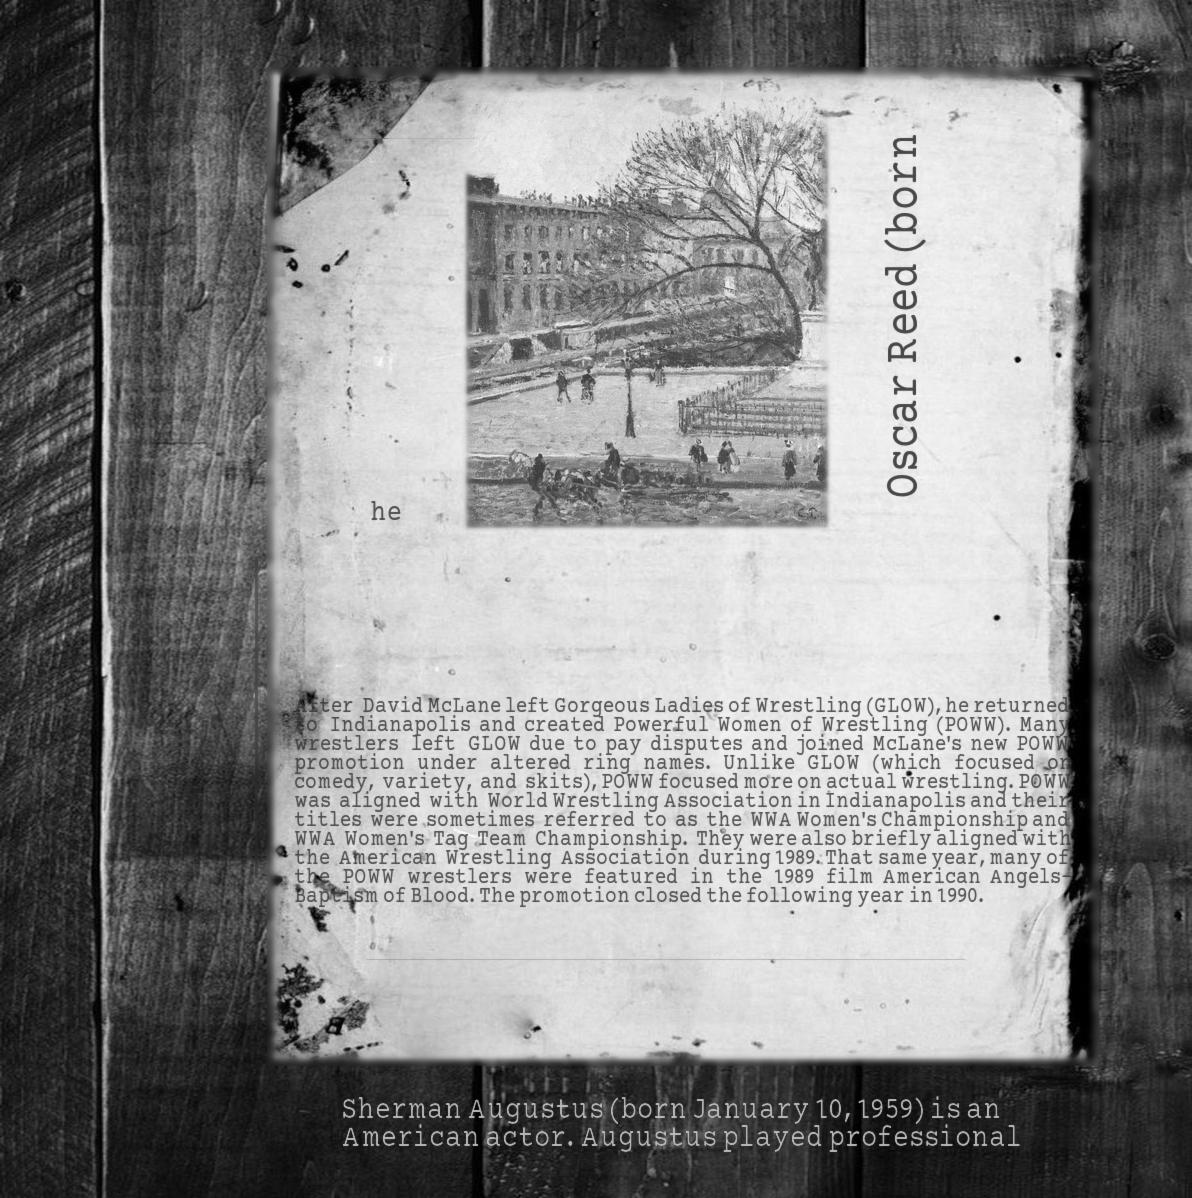 Oscar Reed (born
he
After David McLane left Gorgeous Ladies of Wrestling (GLOW), he returned
to Indianapolis and created Powerful Women of Wrestling (POWW). Many
wrestlers left GLOW due to pay disputes and joined McLane's new POWW
promotion under altered ring names. Unlike GLOW (which focused on
comedy, variety, and skits), POWW focused more on actual wrestling. POWW
was aligned with World Wrestling Association in Indianapolis and their
titles were sometimes referred to as the WWA Women's Championship and
WWA Women's Tag Team Championship. They were also briefly aligned with
the American Wrestling Association during 1989. That same year, many of
the POWW wrestlers were featured in the 1989 film American Angels-
Baptism of Blood. The promotion closed the following year in 1990.
Sherman Augustus (born January 10, 1959) is an
American actor. Augustus played professional